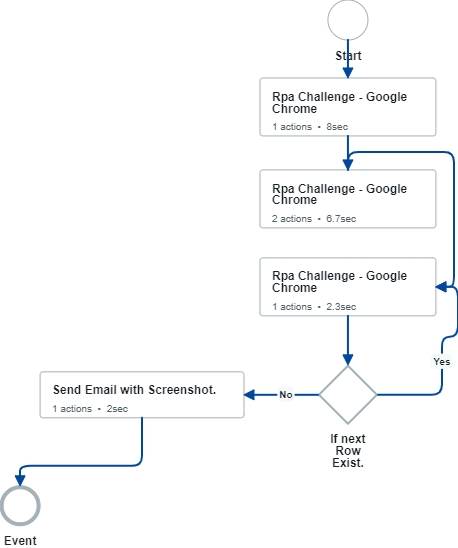 Start
Rpa Challenge - Google
Chrome
1 actions • 8sec
Rpa Challenge - Google
Chrome
2 actions • 6.7sec
Rpa Challenge - Google
Chrome
1 actions • 2.3sec
Yes
No
Send Email with Screenshot.
1 actions • 2sec
If next
Row
Exist.
Event